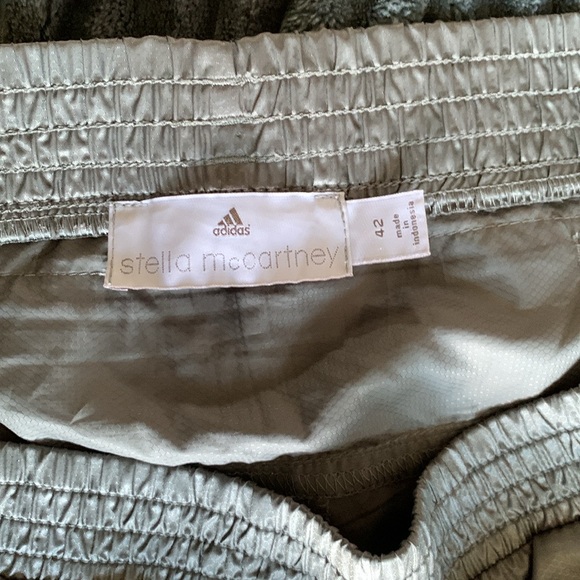 adidas
stella mccartney
42
made
in
indonesia